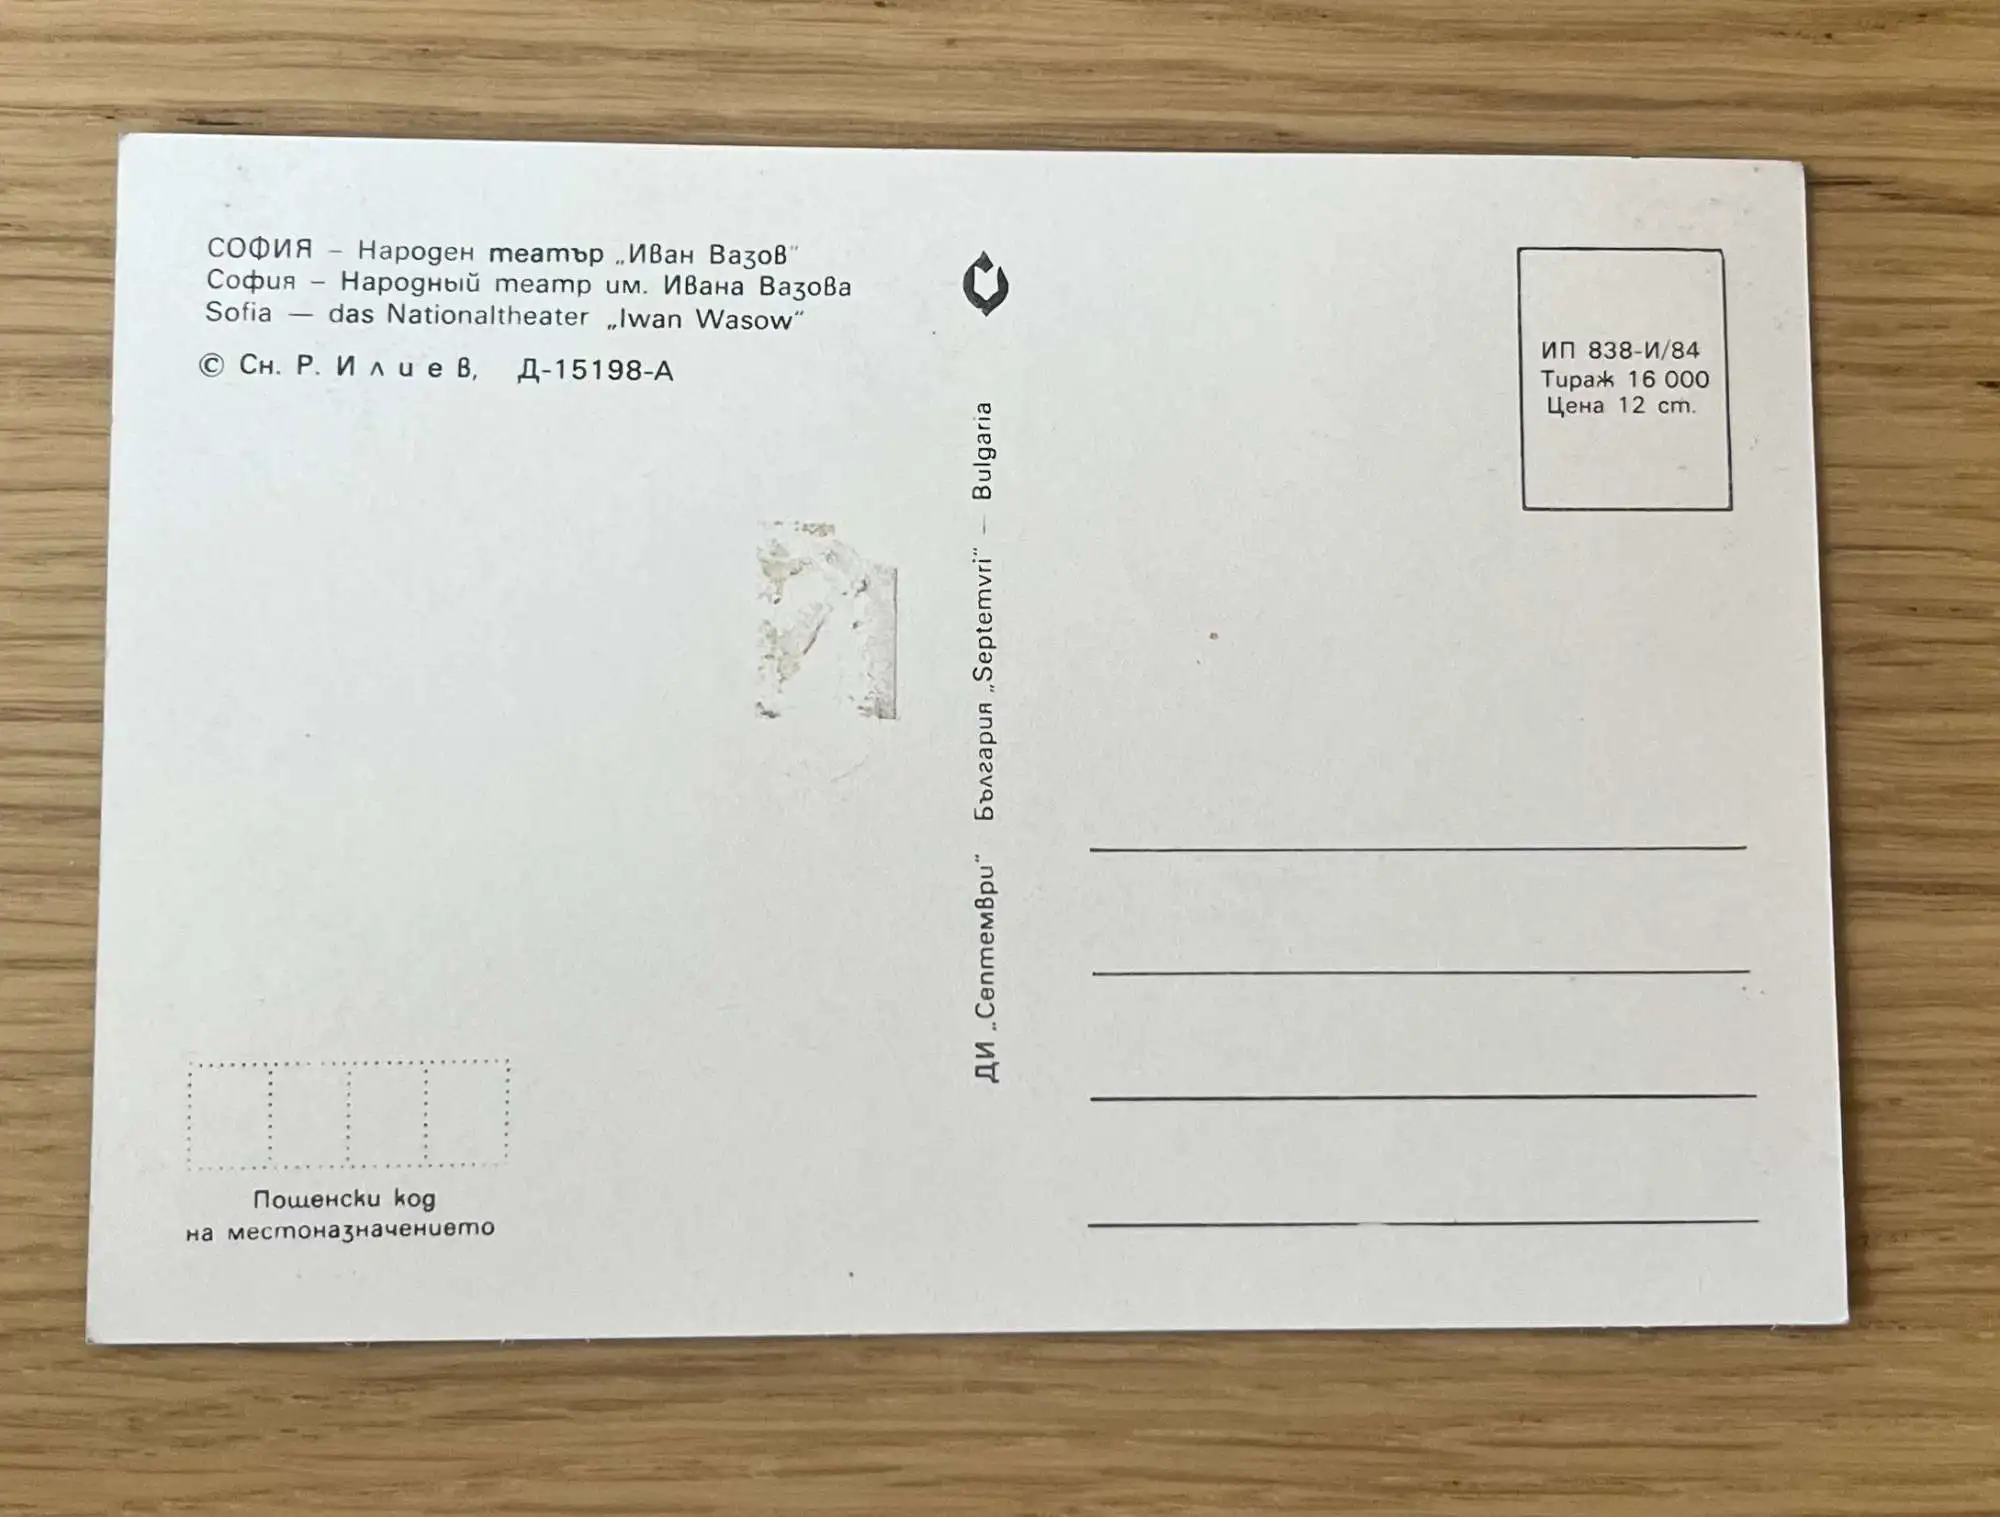 СОФИЯ – Народен театър „Иван Вазов"
София – Народный театр им. Ивана Вазова
Sofia — das Nationaltheater „Iwan Wasow"
© Сн. Р. Илиев, Д-15198-А
ДИ „Септември" България „Septemvri" – Bulgaria
ИП 838-И/84
Тираж 16 000
Цена 12 ст.
Пошенски код
на местоназначението